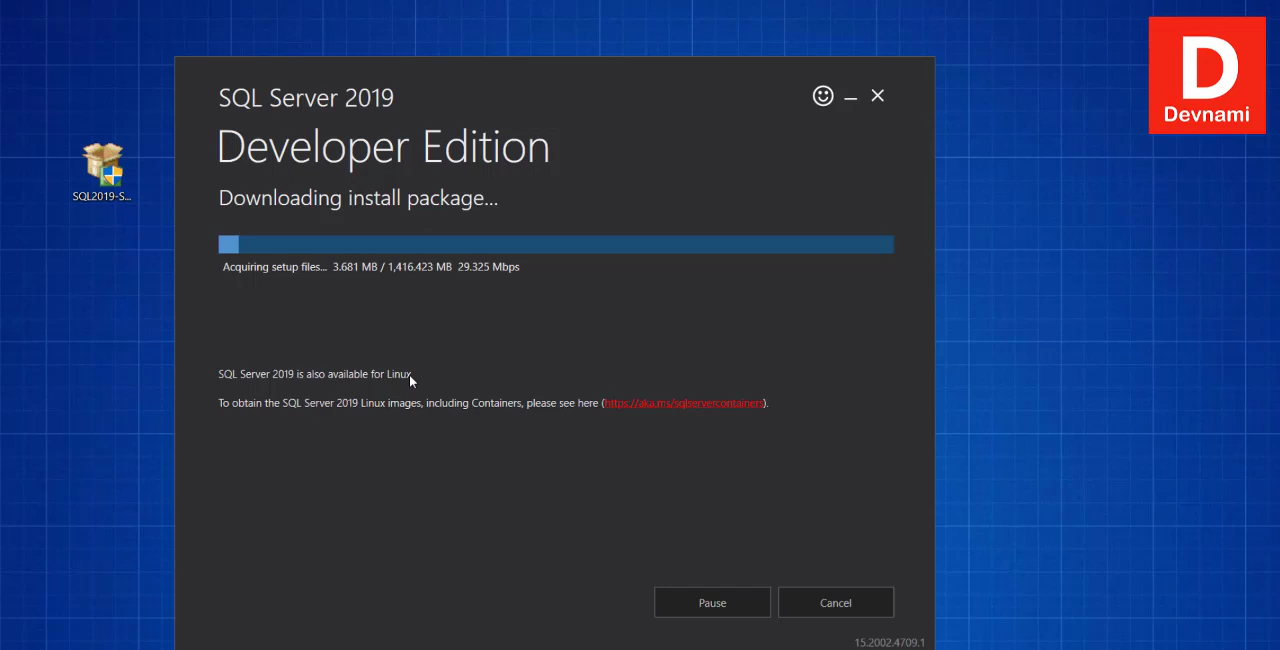 D
Devnami
SQL Server 2019
Developer Edition
SQL2019-S...
Downloading install package...
Acquiring setup files... 3.681 MB / 1,416.423 MB 29.325 Mbps
SQL Server 2019 is also available for Linux
To obtain the SQL Server 2019 Linux images, including Containers, please see here (https://aka.ms/sqlservercontainers).
Pause
Cancel
15.2002.4709.1